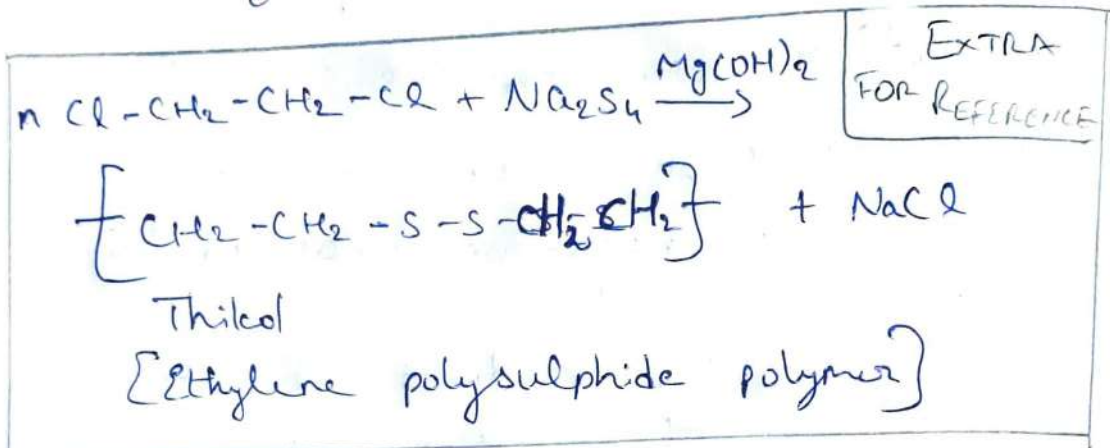 n Cl-CH2-CH2-Cl + Na2S4 Mg(OH)2 →
EXTRA
FOR REFERENCE
[CH2-CH2-S-S-CH2-CH2] + NaCl
Thilcol
[Ethylene polysulphide polymer]